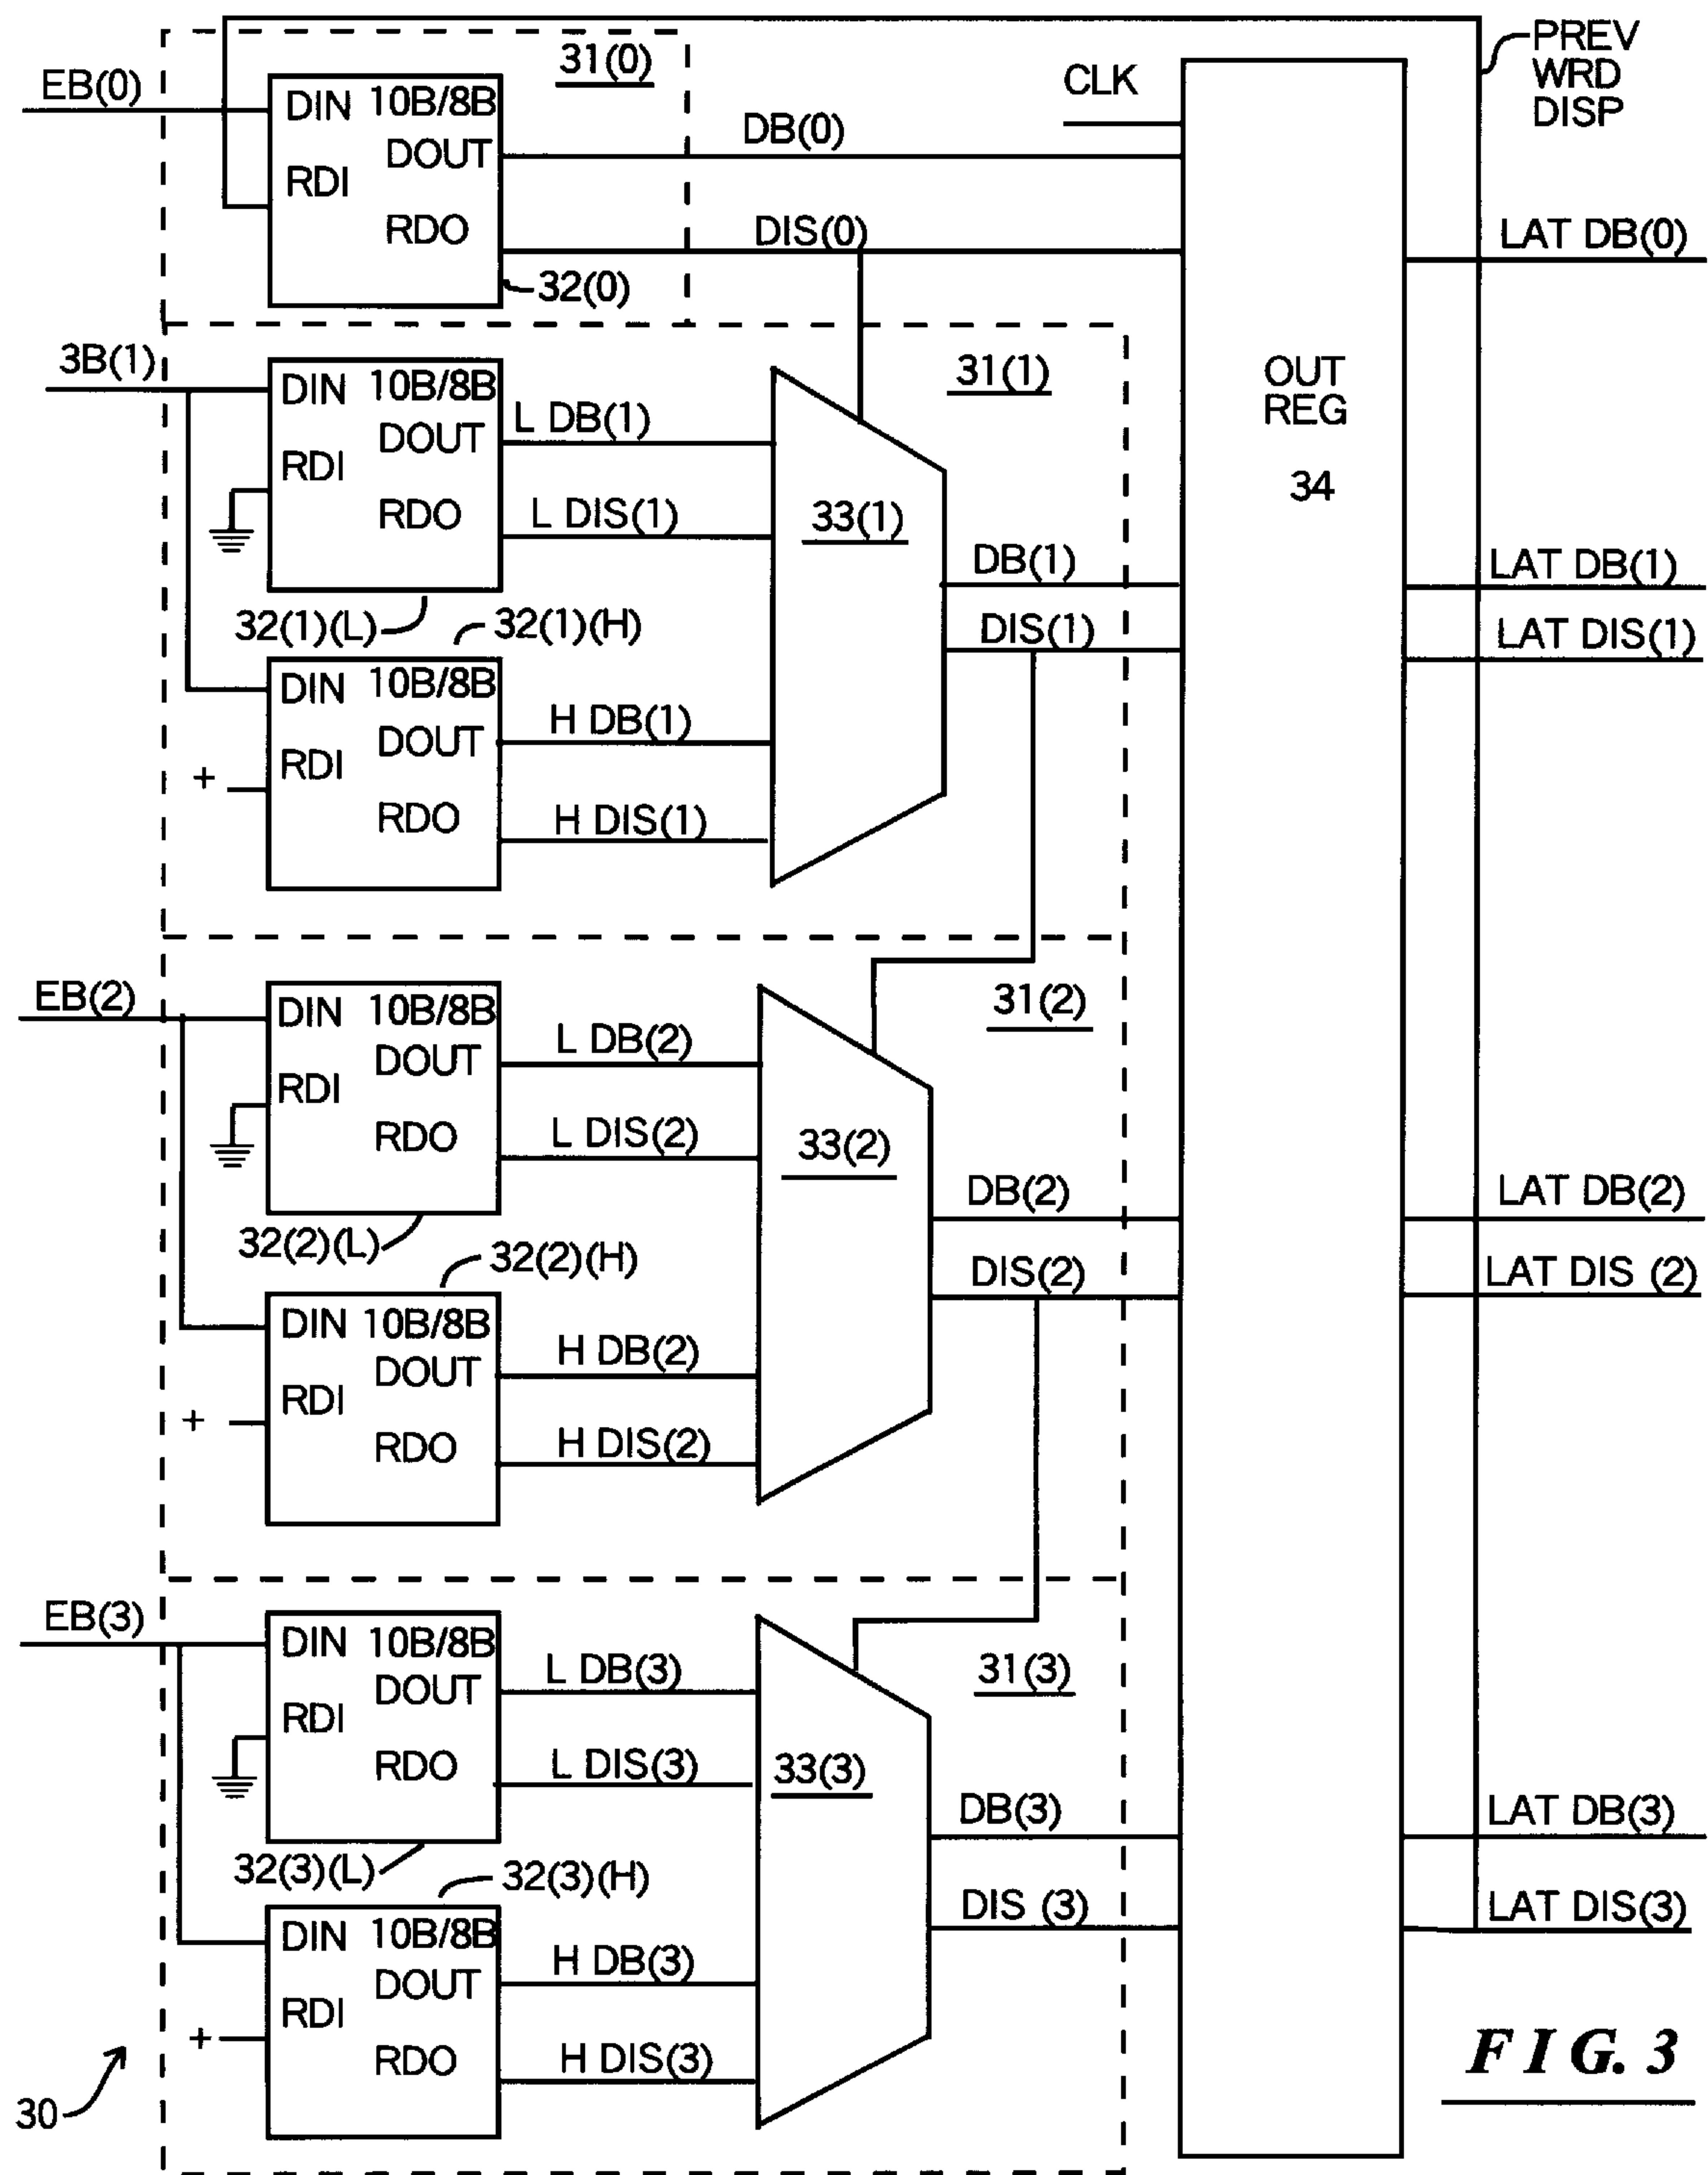 PREV
WRD
DISP
31(0)
EB(0)
CLK
DIN 10B/8B
DOUT
RDI
RDO
DB(0)
DIS(0)
LAT DB(0)
32(0)
3B(1)
31(1)
OUT
REG
34
DIN 10B/8B
DOUT
RDI
RDO
L DB(1)
L DIS(1)
33(1)
DB(1)
LAT DB(1)
32(1)(L)
32(1)(H)
DIS(1)
LAT DIS(1)
DIN 10B/8B
DOUT
RDI
+
RDO
H DB(1)
H DIS(1)
EB(2)
31(2)
DIN 10B/8B
DOUT
RDI
RDO
L DB(2)
L DIS(2)
33(2)
DB(2)
LAT DB(2)
32(2)(L)
32(2)(H)
DIS(2)
LAT DIS (2)
DIN 10B/8B
DOUT
RDI
+
RDO
H DB(2)
H DIS(2)
EB(3)
31(3)
DIN 10B/8B
DOUT
RDI
RDO
L DB(3)
L DIS(3)
33(3)
DB(3)
LAT DB(3)
32(3)(L)
32(3)(H)
DIS (3)
LAT DIS(3)
DIN 10B/8B
DOUT
RDI
+
RDO
H DB(3)
H DIS(3)
30
FIG. 3